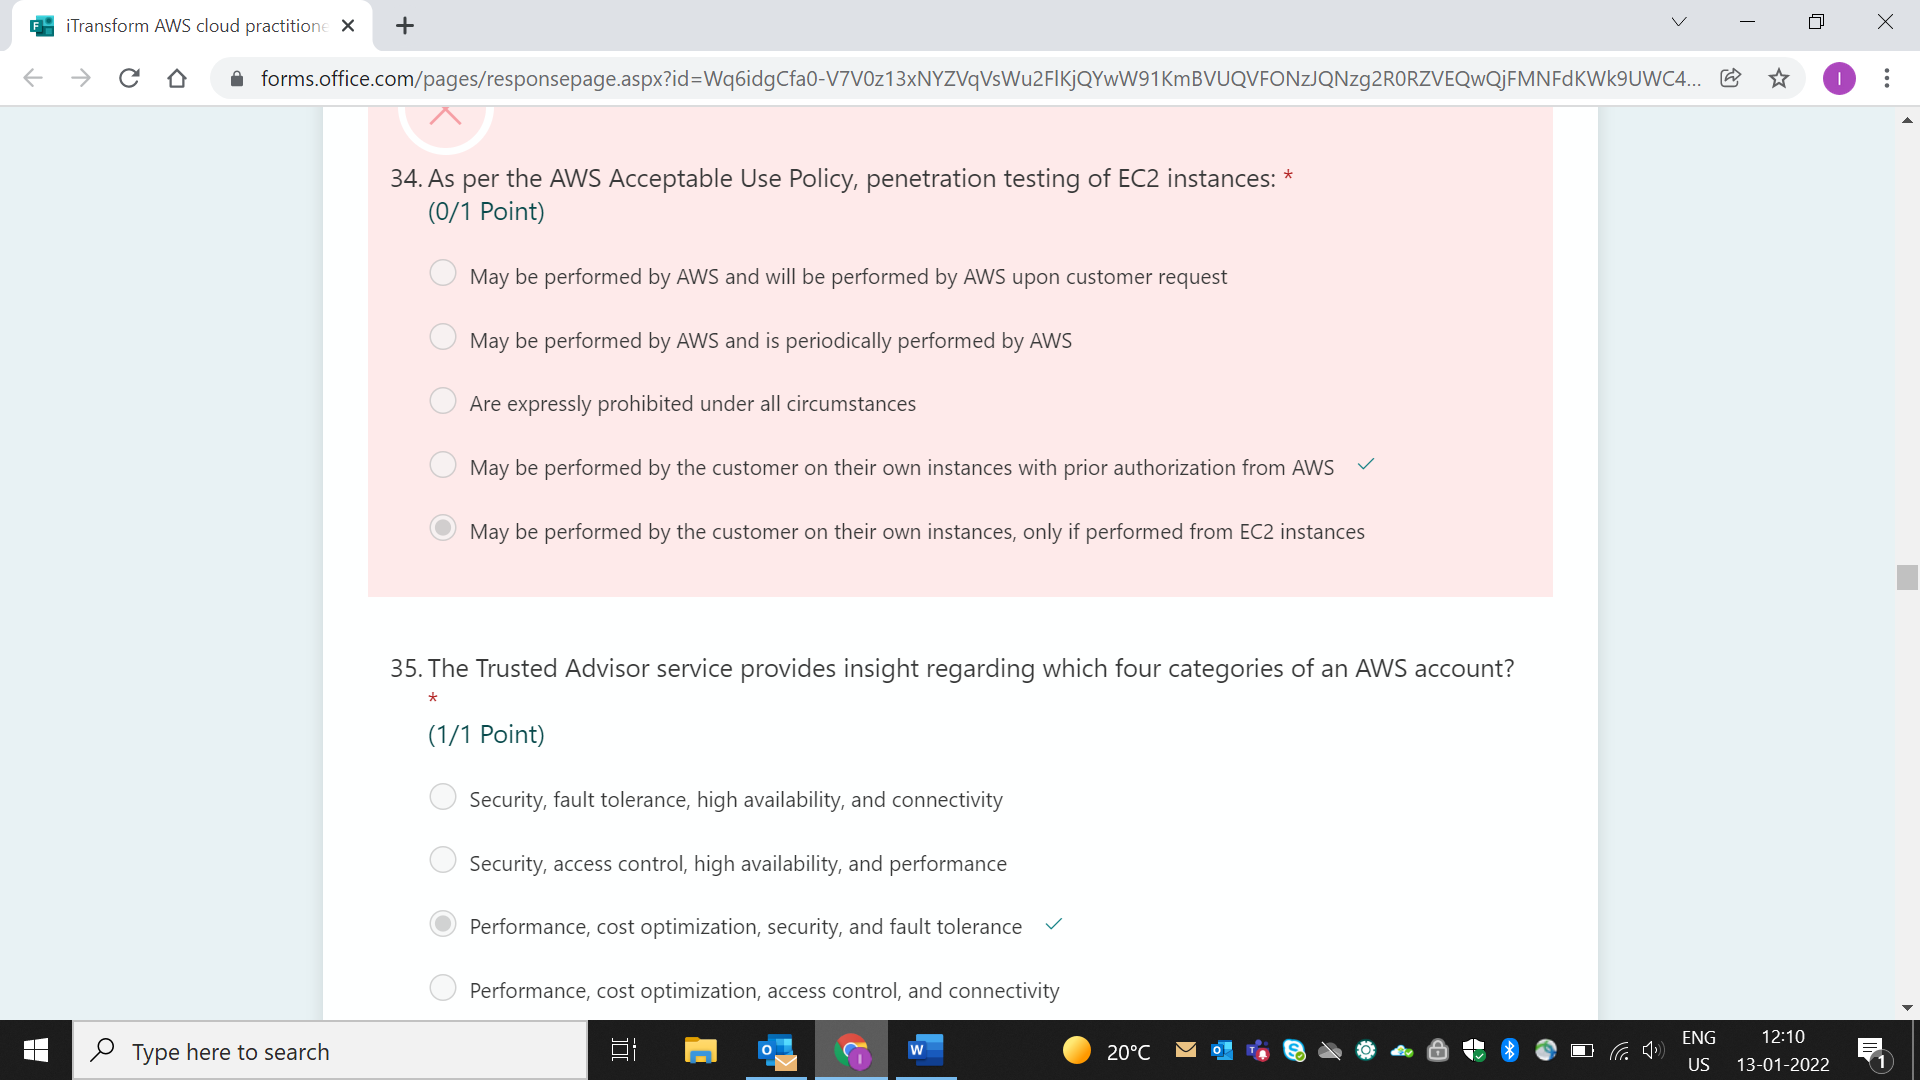 iTransform AWS cloud practitione
forms.office.com/pages/responsepage.aspx?id=Wq6idgCfa0-V7V0z13xNYZVqVsWu2FlKjQYwW91KmBVUQVFONzJQNzg2R0RZVEQwQjFMNFdKWk9UWC4...
I
34. As per the AWS Acceptable Use Policy, penetration testing of EC2 instances: *
(0/1 Point)
May be performed by AWS and will be performed by AWS upon customer request
May be performed by AWS and is periodically performed by AWS
Are expressly prohibited under all circumstances
May be performed by the customer on their own instances with prior authorization from AWS
May be performed by the customer on their own instances, only if performed from EC2 instances
35. The Trusted Advisor service provides insight regarding which four categories of an AWS account?
*
(1/1 Point)
Security, fault tolerance, high availability, and connectivity
Security, access control, high availability, and performance
Performance, cost optimization, security, and fault tolerance
Performance, cost optimization, access control, and connectivity
Type here to search
20°C
ENG
US
12:10
13-01-2022
1